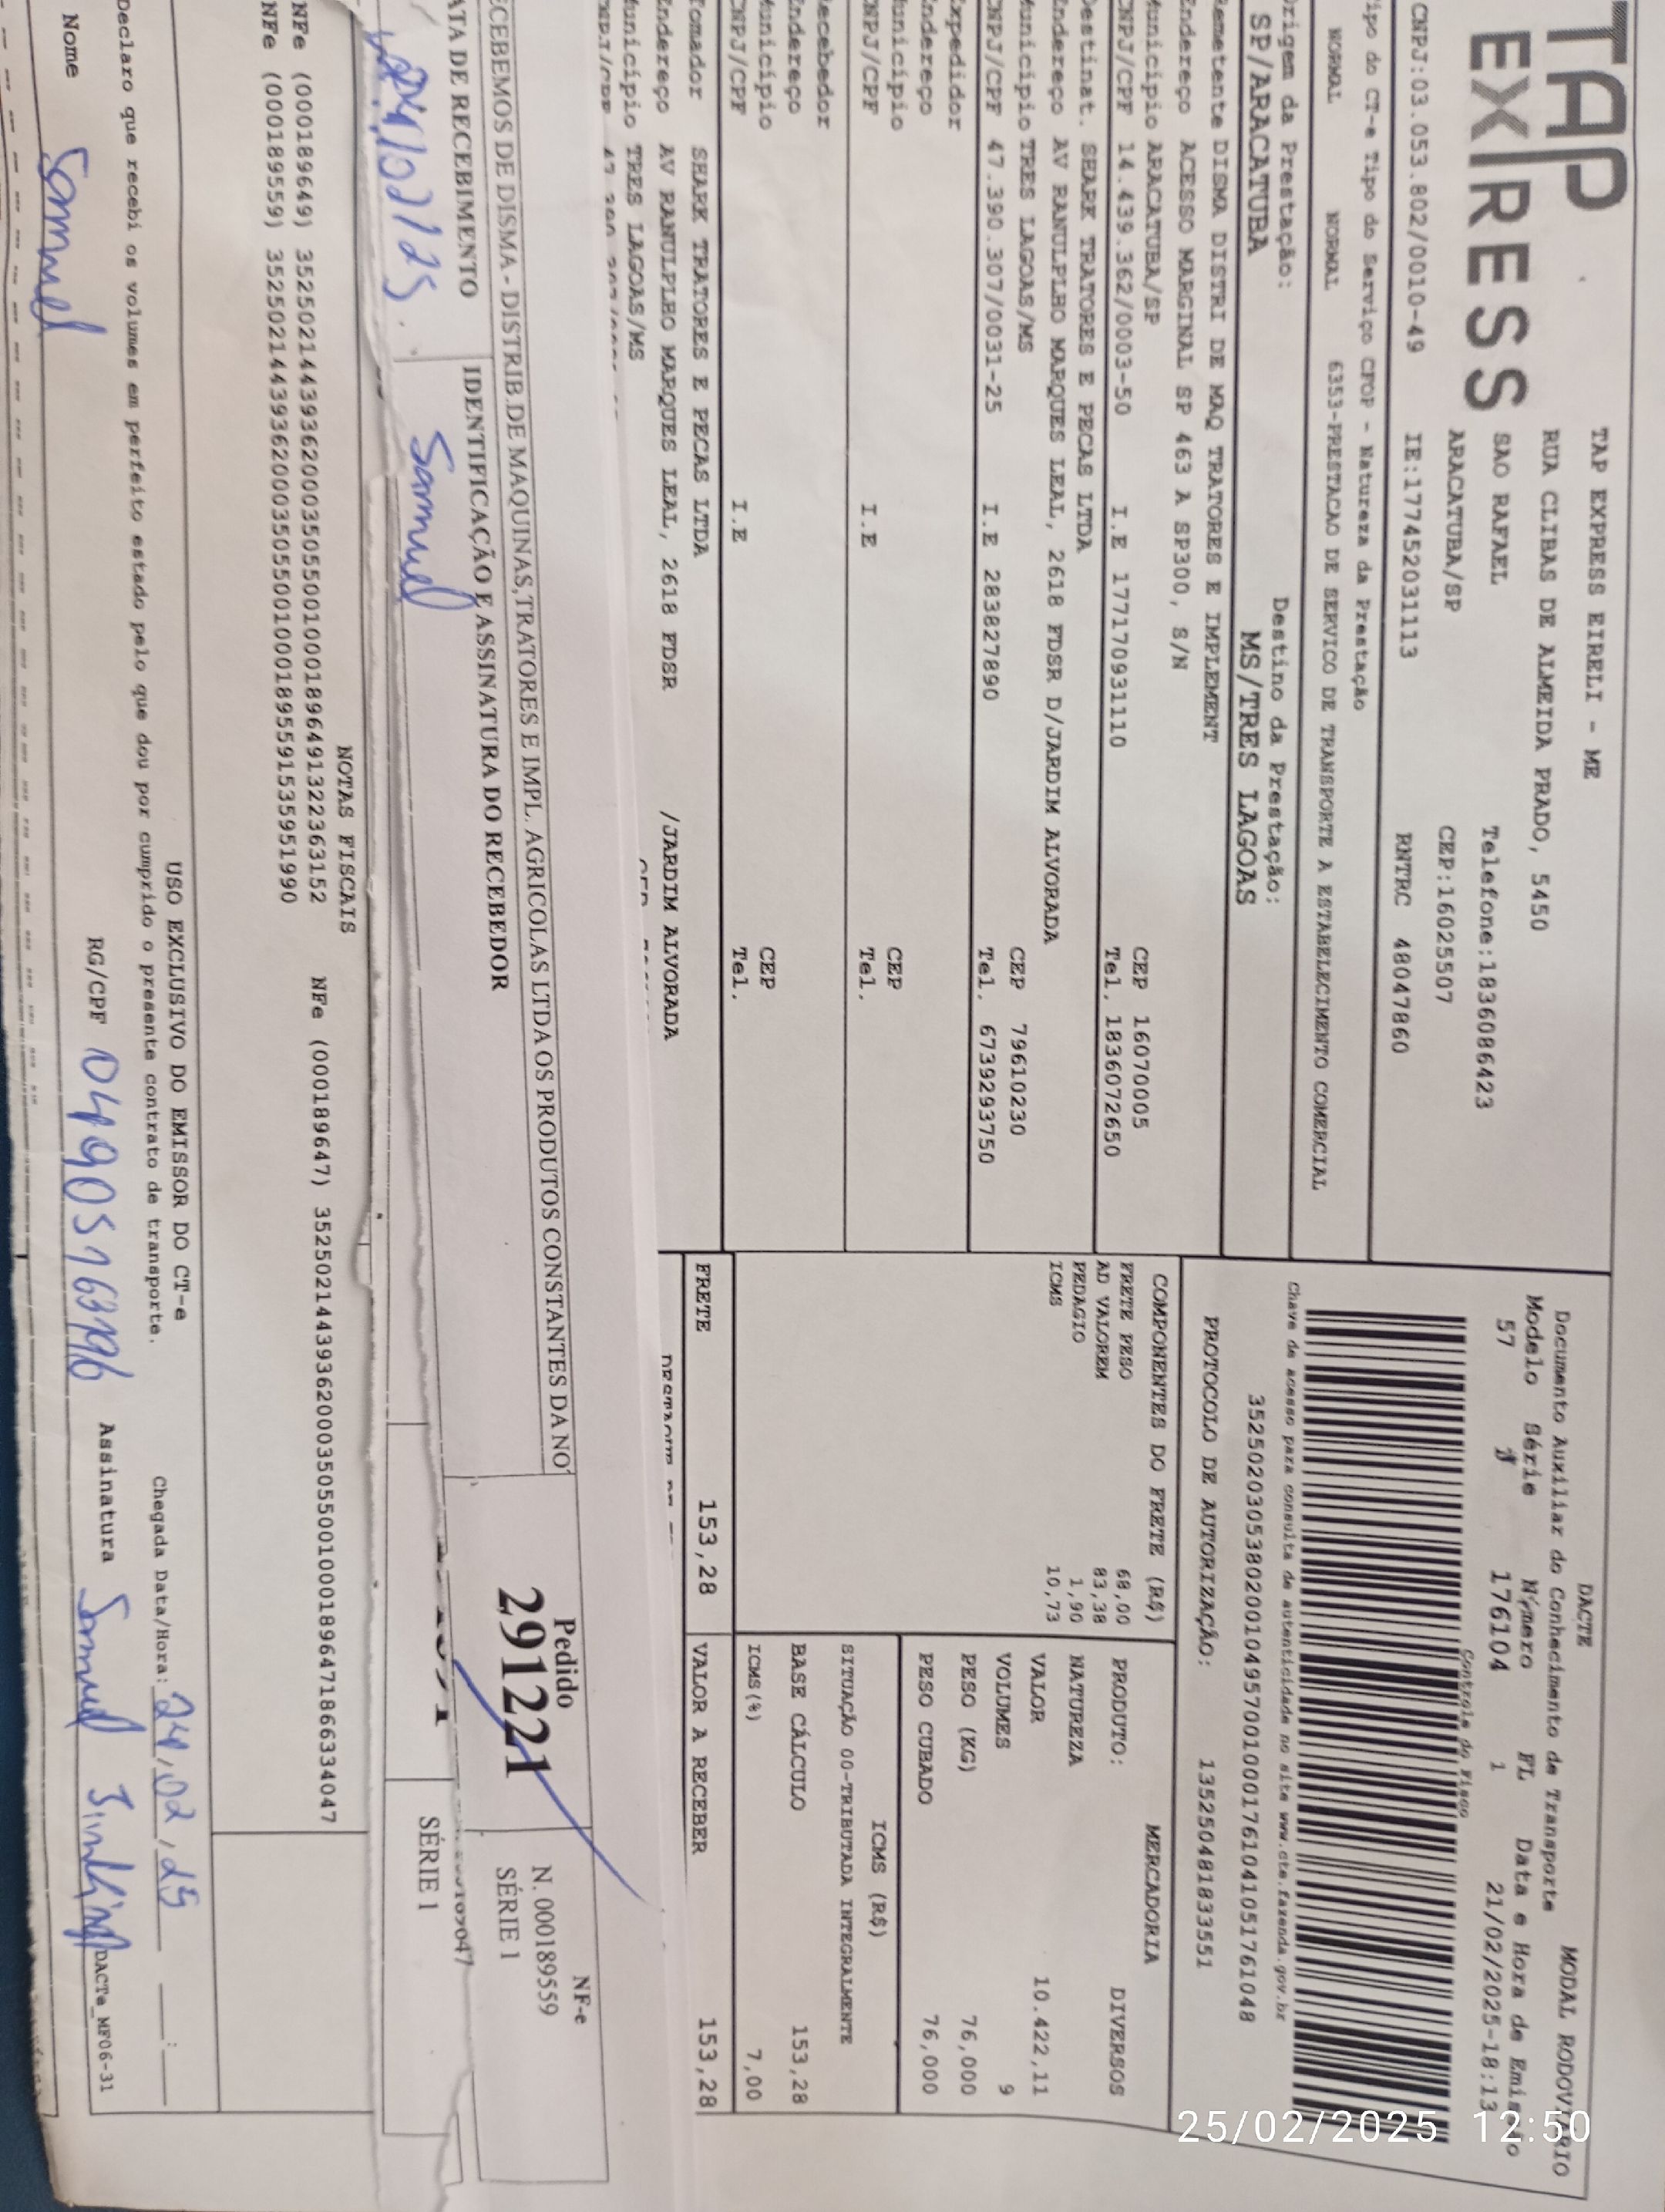 TAP
EXPRESS
TAP EXPRESS EIRELI - ME
RUA CLIBAS DE ALMEIDA PRADO, 5450
SAO RAFAEL
Telefone:1836086423
ARACATUBA/SP
CEP:16025507
CNPJ:03.053.802/0010-49
IE:177452031113
RNTRC 48047860
DACTE
MODAL RODOVIÁRIO
Documento Auxiliar do Conhecimento de Transporte
Modelo Série Número FL Data e Hora de Emissão
57 1 176104 1 21/02/2025-18:13
Controle do Fisco
Chave de acesso para consulta de autenticidade no site www.cte.fazenda.gov.br
35250203053802001049570010001761041051761048
PROTOCOLO DE AUTORIZAÇÃO: 135250481833551
ipo do CT-e Tipo do Serviço CFOP - Natureza da Prestação
NORMAL NORMAL 6353-PRESTACAO DE SERVICO DE TRANSPORTE A ESTABELECIMENTO COMERCIAL
Origem da Prestação:
SP/ARACATUBA
Destino da Prestação:
MS/TRES LAGOAS
Remetente DISMA DISTRI DE MAQ TRATORES E IMPLEMENT
Endereço ACESSO MARGINAL SP 463 A SP300, S/N
Município ARACATUBA/SP CEP 16070005
CNPJ/CPF 14.439.362/0003-50 I.E 177170931110 Tel. 1836072650
Destinat. SHARK TRATORES E PECAS LTDA
Endereço AV RANULPLHO MARQUES LEAL, 2618 FDSR D/JARDIM ALVORADA
Município TRES LAGOAS/MS CEP 79610230
CNPJ/CPF 47.390.307/0031-25 I.E 283827890 Tel. 6739293750
Expedidor
Endereço
Município CEP
CNPJ/CPF I.E Tel.
Recebedor
Endereço
Município CEP
CNPJ/CPF I.E Tel.
Tomador SHARK TRATORES E PECAS LTDA
Endereço AV RANULPLHO MARQUES LEAL, 2618 FDSR /JARDIM ALVORADA
Município TRES LAGOAS/MS
COMPONENTES DO FRETE (R$)
FRETE PESO 68,00
AD VALOREM 83,38
PEDAGIO 1,90
ICMS 10,73
MERCADORIA
PRODUTO: DIVERSOS
NATUREZA
VALOR 10.422,11
VOLUMES 9
PESO (KG) 76,000
PESO CUBADO 76,000
ICMS (R$)
SITUAÇÃO 00-TRIBUTADA INTEGRALMENTE
BASE CÁLCULO 153,28
ICMS(%) 7,00
FRETE 153,28
VALOR A RECEBER 153,28
ECEBEMOS DE DISMA - DISTRIB.DE MAQUINAS,TRATORES E IMPL. AGRICOLAS LTDA OS PRODUTOS CONSTANTES DA NO
ATA DE RECEBIMENTO
IDENTIFICAÇÃO E ASSINATURA DO RECEBEDOR
24/02/25
Samuel
Pedido
291221
NF-e
N. 000189559
SÉRIE 1
SÉRIE 1
NOTAS FISCAIS
NFe (000189649) 35250214439362000350550010001896491322363152
NFe (000189647) 35250214439362000350550010001896471866334047
NFe (000189559) 35250214439362000350550010001895591535951990
USO EXCLUSIVO DO EMISSOR DO CT-e
Declaro que recebi os volumes em perfeito estado pelo que dou por cumprido o presente contrato de transporte.
Chegada Data/Hora: 24/02/25
Nome Samuel
RG/CPF 04905163196
Assinatura Samuel
DACTe_MF06-31
25/02/2025 12:50